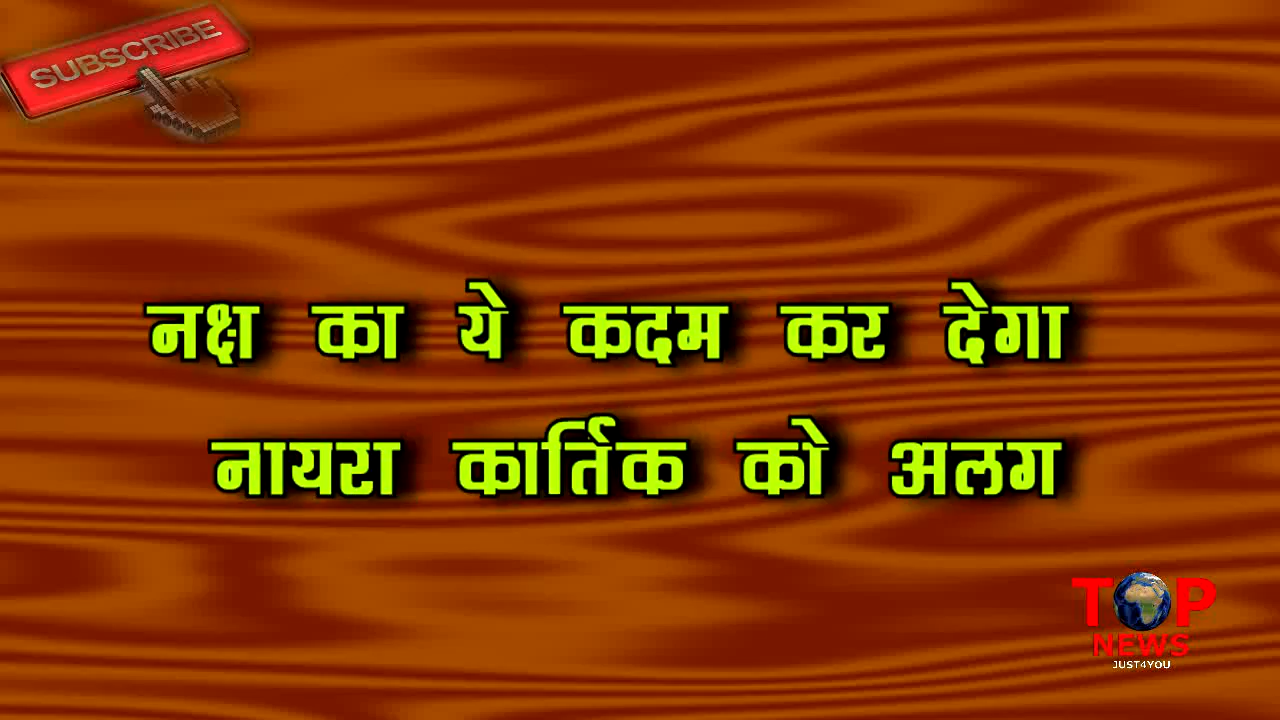 SUBSCRIBE
नक्ष का ये कदम कर देगा
नायरा कार्तिक को अलग
TOP
NEWS
JUST4YOU